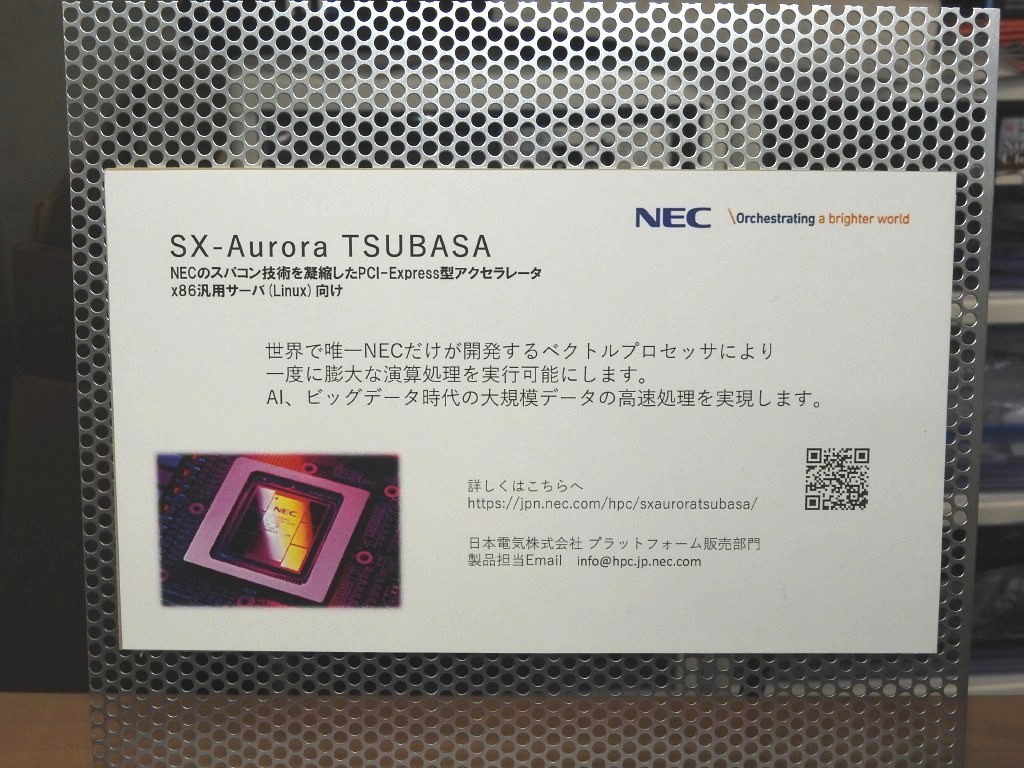 NEC \Orchestrating a brighter world
SX-Aurora TSUBASA
NECのスパコン技術を凝縮したPCI-Express型アクセラレータ
x86汎用サーバ(Linux)向け
世界で唯一NECだけが開発するベクトルプロセッサにより
一度に膨大な演算処理を実行可能にします。
AI、ビッグデータ時代の大規模データの高速処理を実現します。
NEC
詳しくはこちらへ
https://jpn.nec.com/hpc/sxauroratsubasa/
日本電気株式会社 プラットフォーム販売部門
製品担当Email info@hpc.jp.nec.com